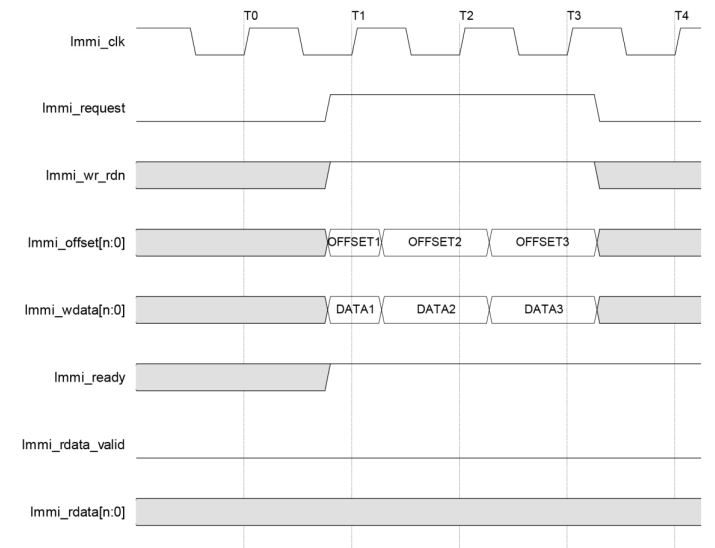 T0 T1 T2 T3 T4
lmmi_clk
lmmi_request
lmmi_wr_rdn
lmmi_offset[n:0] OFFSET1 OFFSET2 OFFSET3
lmmi_wdata[n:0] DATA1 DATA2 DATA3
lmmi_ready
lmmi_rdata_valid
lmmi_rdata[n:0]